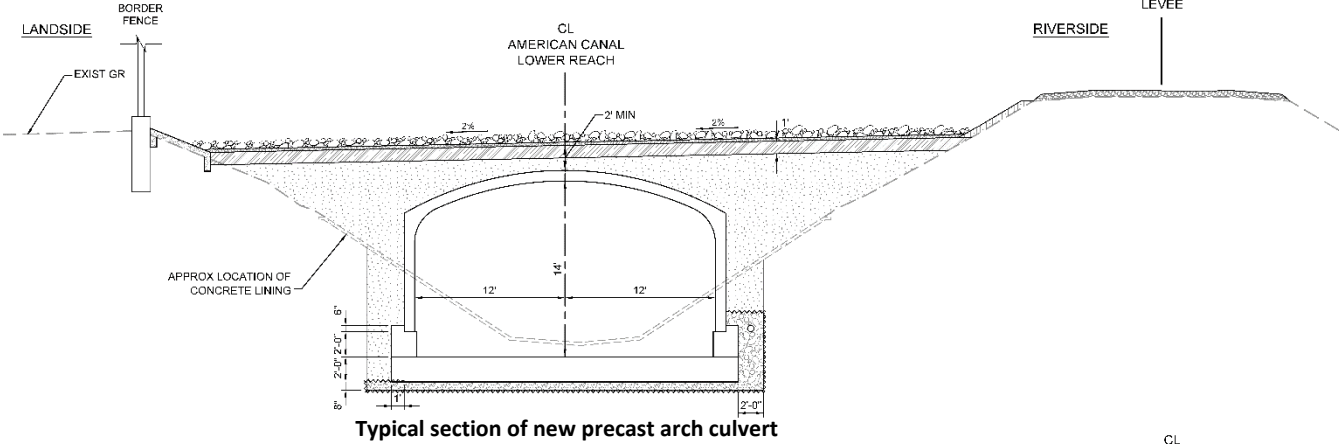 LEVEE
BORDER
FENCE
LANDSIDE
CL
AMERICAN CANAL
LOWER REACH
RIVERSIDE
EXIST GR
2%
2' MIN
2%
1'
APPROX LOCATION OF
CONCRETE LINING
14'
12'
12'
6"
2'-0"
2'-0"
8"
1'
2'-0"
Typical section of new precast arch culvert
CL